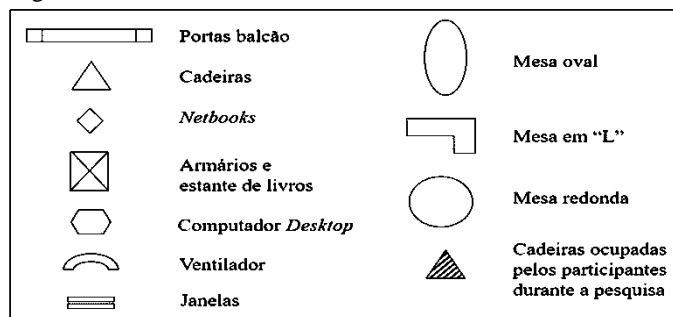 Portas balcão
Cadeiras
Netbooks
Armários e
estante de livros
Computador Desktop
Ventilador
Janelas
Mesa oval
Mesa em “L”
Mesa redonda
Cadeiras ocupadas
pelos participantes
durante a pesquisa